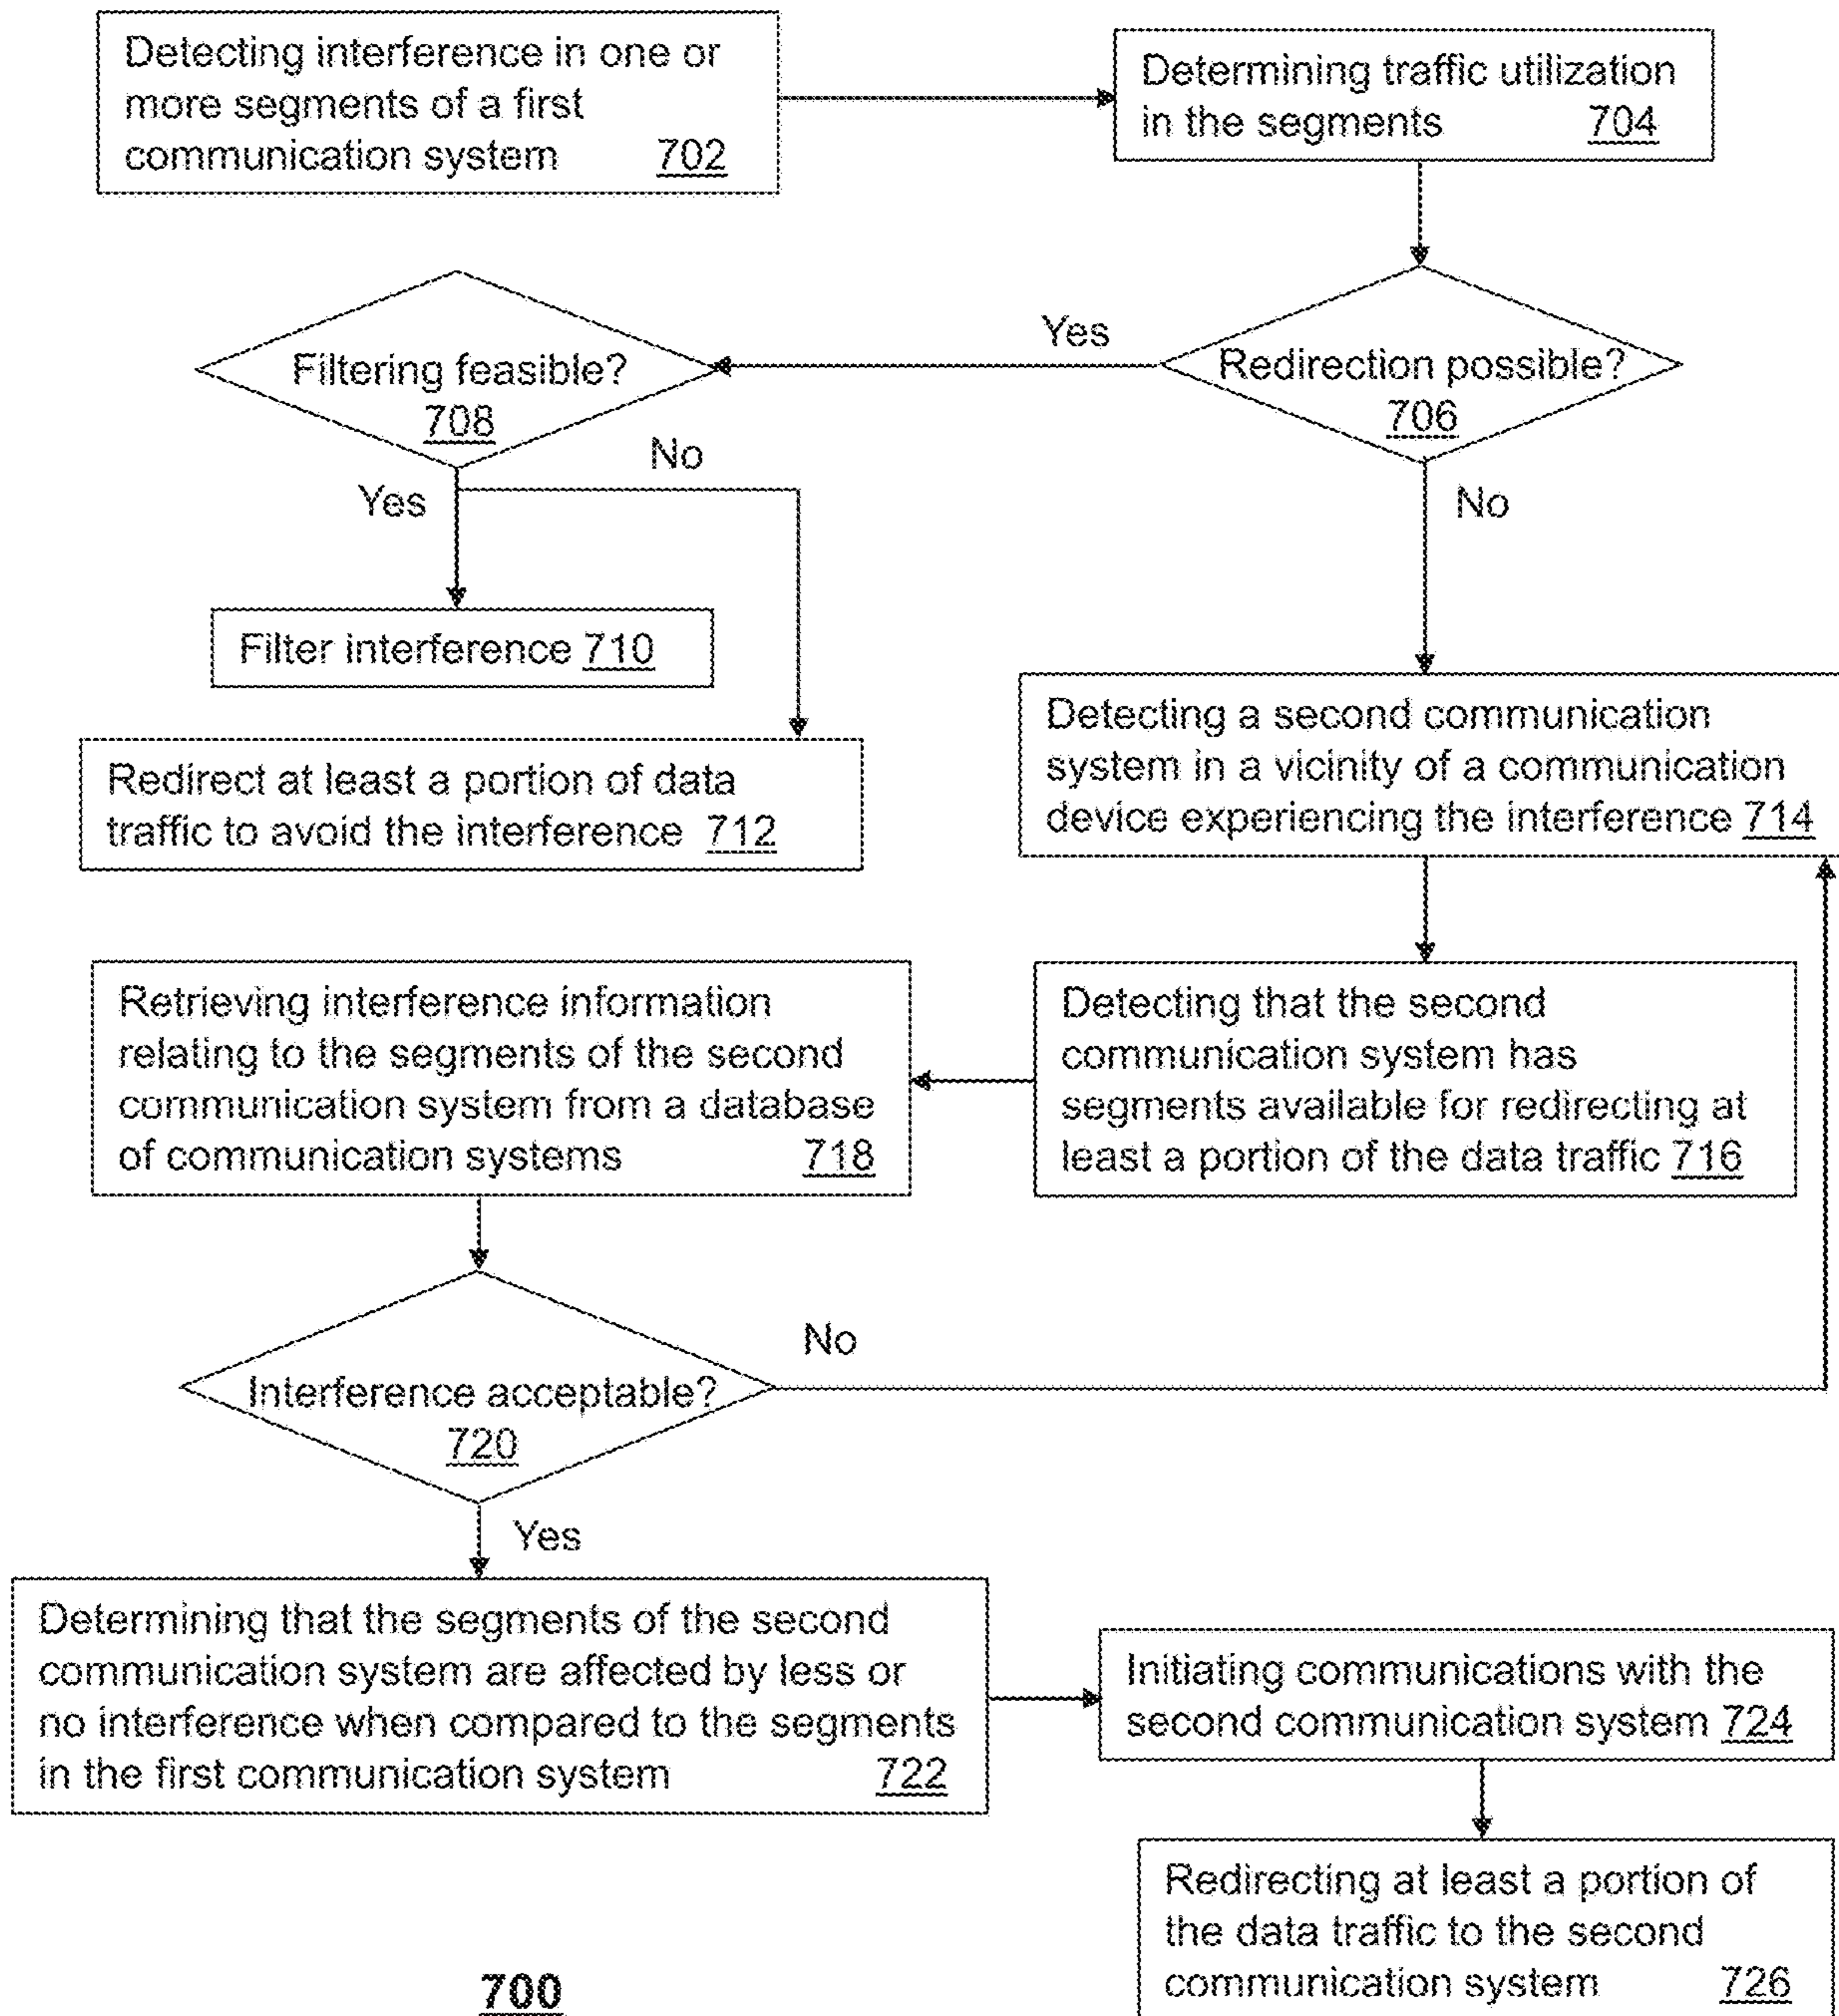 Detecting interference in one or
more segments of a first
communication system 702
Determining traffic utilization
in the segments 704
Redirection possible?
706
Yes
No
Filtering feasible?
708
Yes
No
Filter interference 710
Redirect at least a portion of data
traffic to avoid the interference 712
Detecting a second communication
system in a vicinity of a communication
device experiencing the interference 714
Detecting that the second
communication system has
segments available for redirecting at
least a portion of the data traffic 716
Retrieving interference information
relating to the segments of the second
communication system from a database
of communication systems 718
Interference acceptable?
720
No
Yes
Determining that the segments of the second
communication system are affected by less or
no interference when compared to the segments
in the first communication system 722
Initiating communications with the
second communication system 724
Redirecting at least a portion of
the data traffic to the second
communication system 726
700